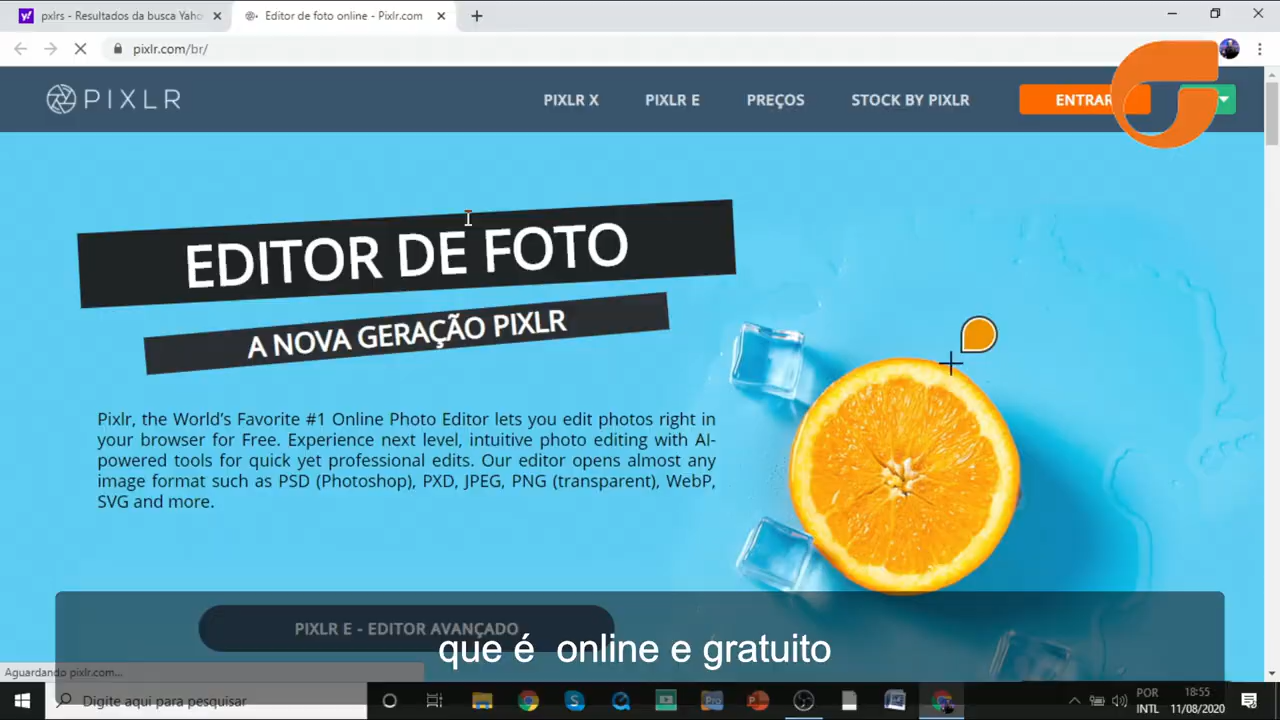 pxlrs - Resultados da busca Yaho
Editor de foto online - Pixlr.com
pixlr.com/br/
PIXLR
PIXLR X
PIXLR E
PREÇOS
STOCK BY PIXLR
ENTRAR
EDITOR DE FOTO
A NOVA GERAÇÃO PIXLR
Pixlr, the World's Favorite #1 Online Photo Editor lets you edit photos right in
your browser for Free. Experience next level, intuitive photo editing with AI-
powered tools for quick yet professional edits. Our editor opens almost any
image format such as PSD (Photoshop), PXD, JPEG, PNG (transparent), WebP,
SVG and more.
PIXLR E - EDITOR AVANÇADO
que é online e gratuito
Aguardando pixlr.com...
Digite aqui para pesquisar
Pro
POR
INTL
18:55
11/08/2020